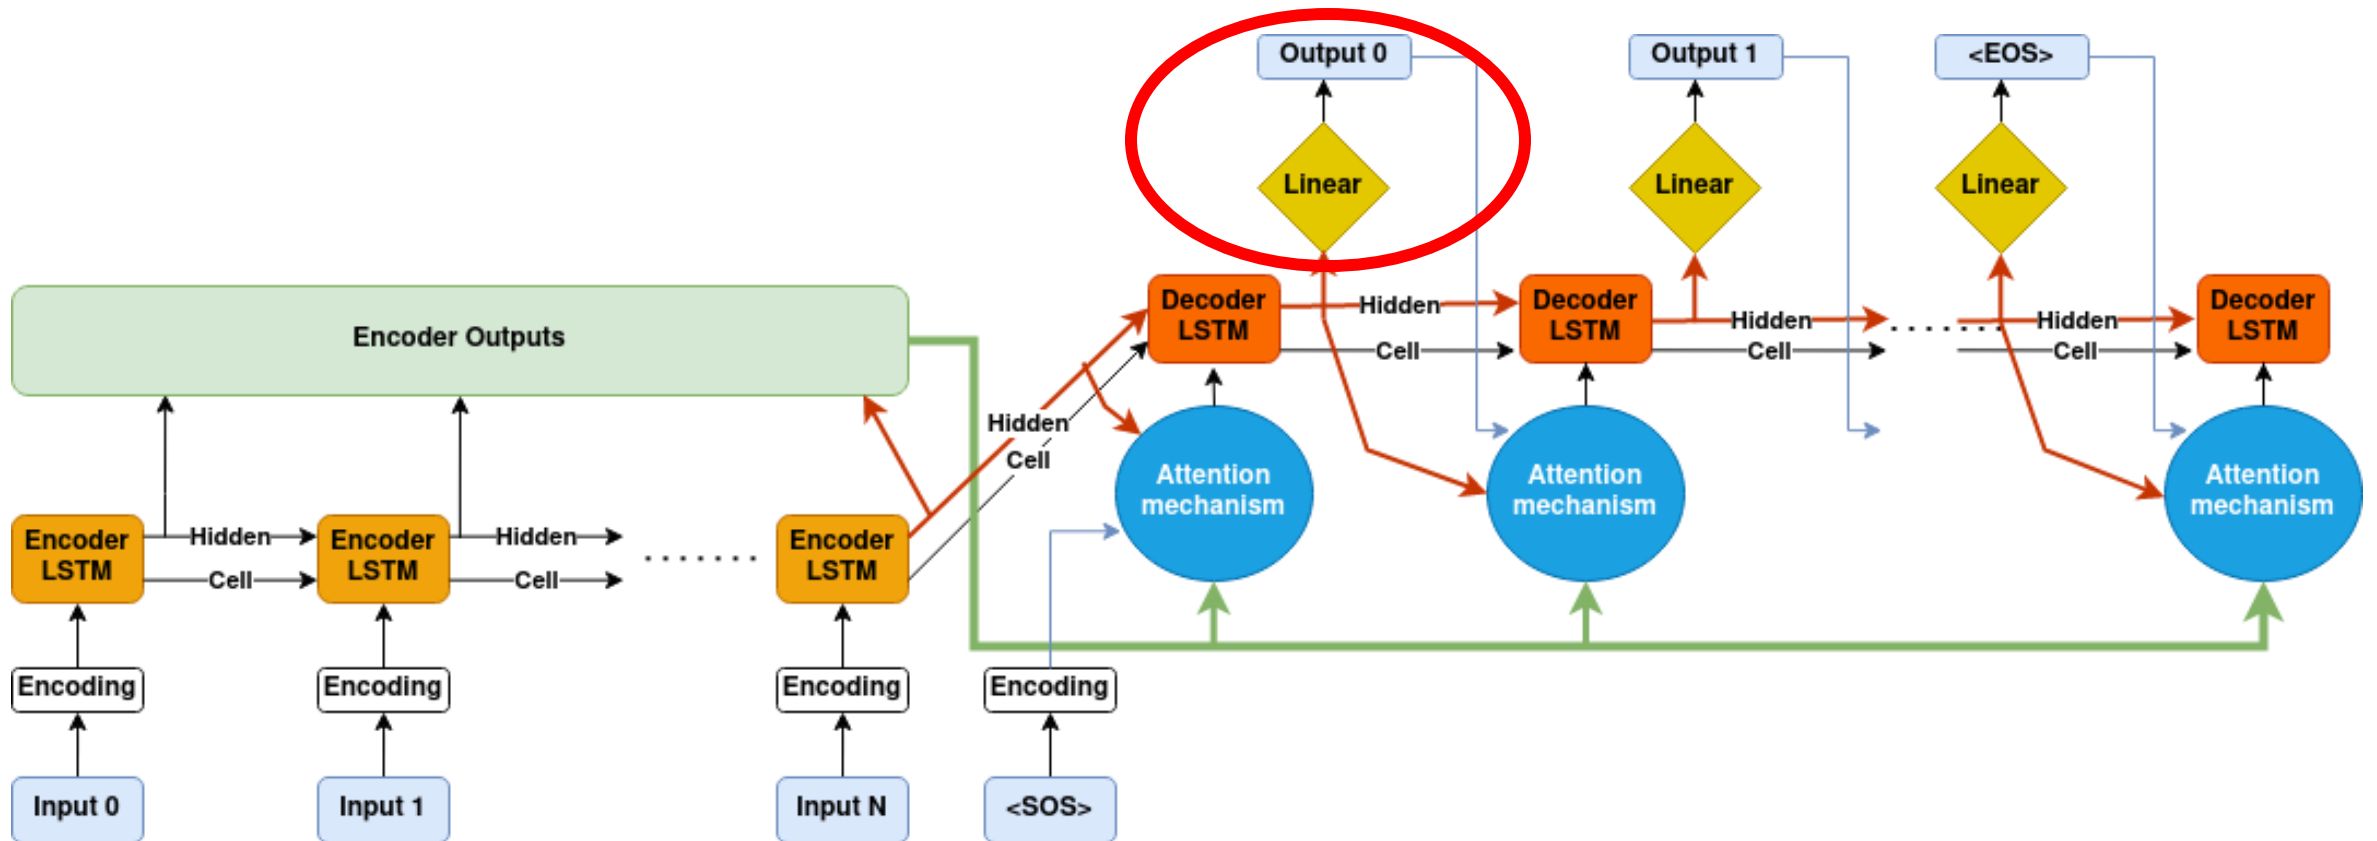 Output 0
Output 1
<EOS>
Linear
Linear
Linear
Encoder Outputs
Decoder
LSTM
Hidden
Cell
Decoder
LSTM
Hidden
Cell
Hidden
Cell
Decoder
LSTM
Hidden
Cell
Attention
mechanism
Attention
mechanism
Attention
mechanism
Encoder
LSTM
Hidden
Cell
Encoder
LSTM
Hidden
Cell
Encoder
LSTM
Encoding
Encoding
Encoding
Encoding
Input 0
Input 1
Input N
<SOS>